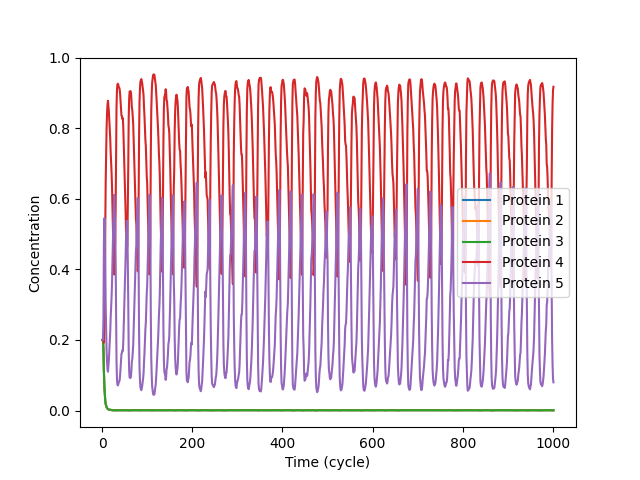 1.0
0.8
0.6
0.4
0.2
0.0
Concentration
0
200
400
600
800
1000
Time (cycle)
Protein 1
Protein 2
Protein 3
Protein 4
Protein 5